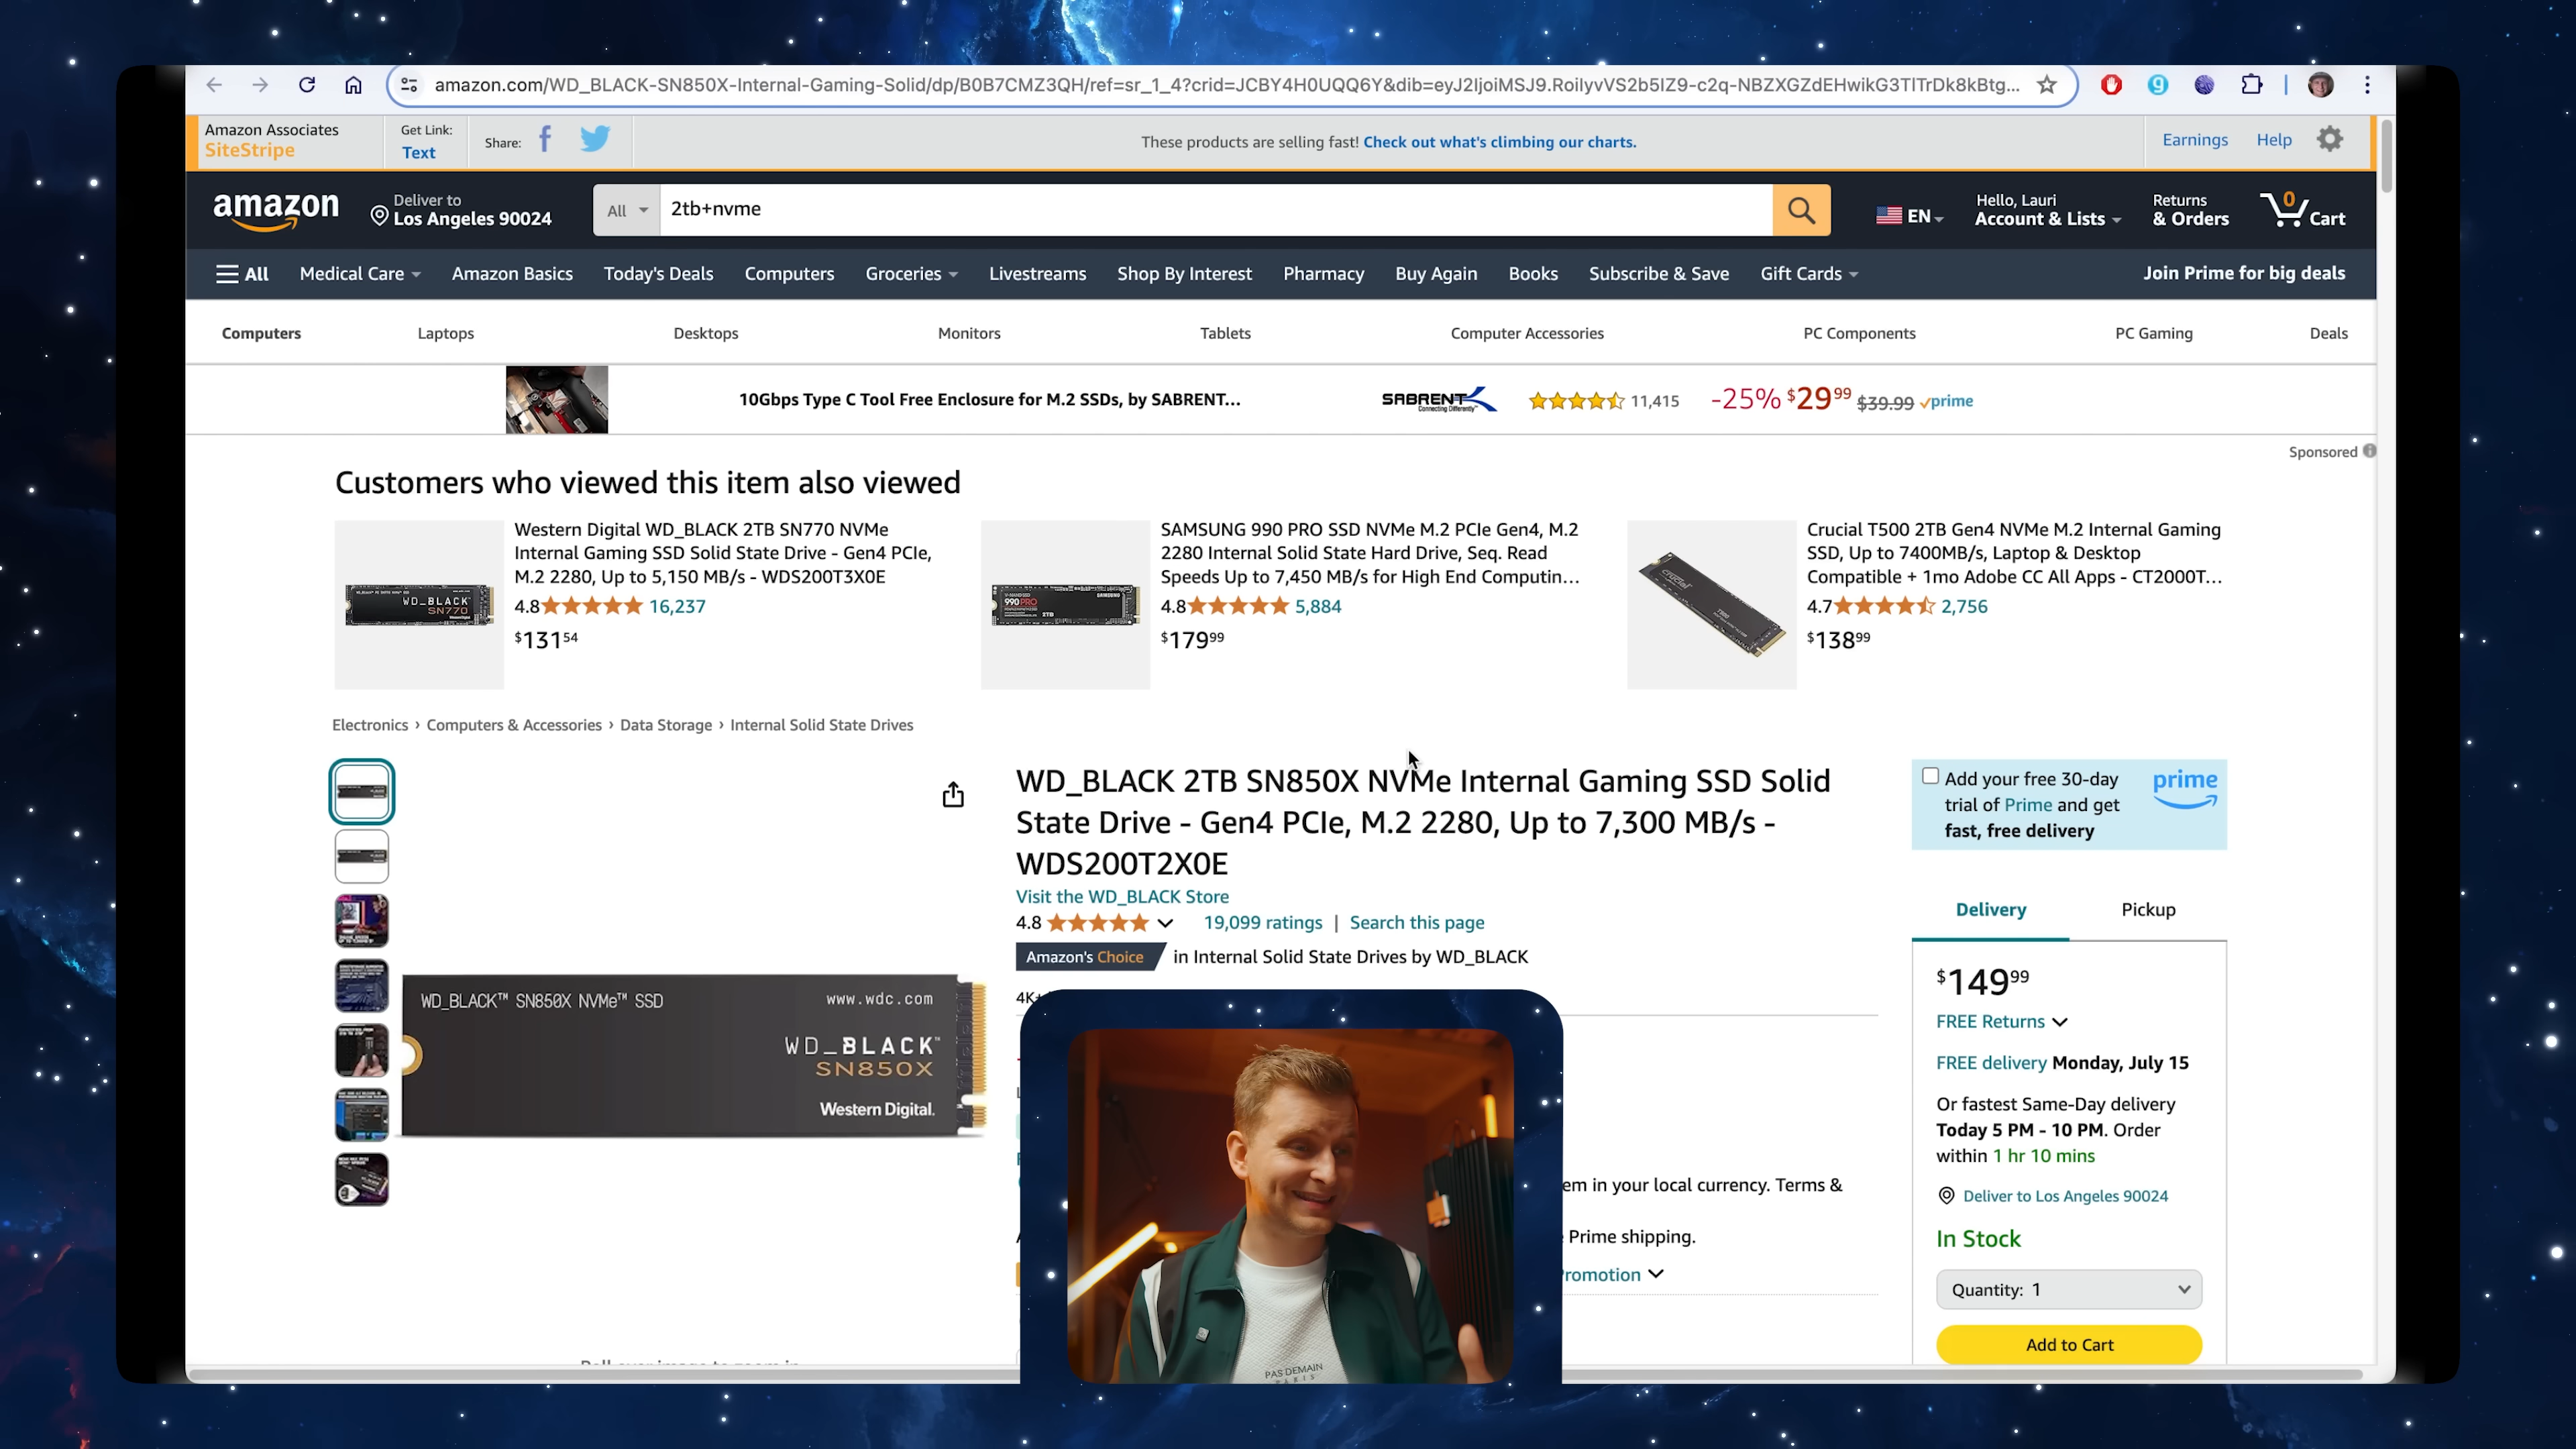 amazon.com/WD_BLACK-SN850X-Internal-Gaming-Solid/dp/B0B7CMZ3QH/ref=sr_1_4?crid=JCBY4H0UQQ6Y&dib=eyJ2IjoiMSJ9.RoilyvVS2b5IZ9-c2q-NBZXGZdEHwikG3TlTrDk8kBtg...
Amazon Associates
SiteStripe
Get Link:
Text
Share:
These products are selling fast! Check out what's climbing our charts.
Earnings
Help
amazon
Deliver to
Los Angeles 90024
All
2tb+nvme
EN
Hello, Lauri
Account & Lists
Returns
& Orders
0
Cart
All
Medical Care
Amazon Basics
Today's Deals
Computers
Groceries
Livestreams
Shop By Interest
Pharmacy
Buy Again
Books
Subscribe & Save
Gift Cards
Join Prime for big deals
Computers
Laptops
Desktops
Monitors
Tablets
Computer Accessories
PC Components
PC Gaming
Deals
10Gbps Type C Tool Free Enclosure for M.2 SSDs, by SABRENT...
SABRENT
Connecting Differently
11,415
-25% $29.99 $39.99 prime
Sponsored
Customers who viewed this item also viewed
WD_BLACK
SN770
Western Digital WD_BLACK 2TB SN770 NVMe
Internal Gaming SSD Solid State Drive - Gen4 PCIe,
M.2 2280, Up to 5,150 MB/s - WDS200T3X0E
4.8 16,237
$131.54
990 PRO
SAMSUNG
2TB
SAMSUNG 990 PRO SSD NVMe M.2 PCIe Gen4, M.2
2280 Internal Solid State Hard Drive, Seq. Read
Speeds Up to 7,450 MB/s for High End Computin...
4.8 5,884
$179.99
crucial
T500
Crucial T500 2TB Gen4 NVMe M.2 Internal Gaming
SSD, Up to 7400MB/s, Laptop & Desktop
Compatible + 1mo Adobe CC All Apps - CT2000T...
4.7 2,756
$138.99
Electronics › Computers & Accessories › Data Storage › Internal Solid State Drives
WD_BLACK™ SN850X NVMe™ SSD
www.wdc.com
WD_BLACK™
SN850X
Western Digital.
WD_BLACK 2TB SN850X NVMe Internal Gaming SSD Solid
State Drive - Gen4 PCIe, M.2 2280, Up to 7,300 MB/s -
WDS200T2X0E
Visit the WD_BLACK Store
4.8 19,099 ratings | Search this page
Amazon's Choice in Internal Solid State Drives by WD_BLACK
4K+
em in your local currency. Terms &
Prime shipping.
romotion
PAS DEMAIN
PARIS
Add your free 30-day
trial of Prime and get
fast, free delivery
prime
Delivery
Pickup
$149.99
FREE Returns
FREE delivery Monday, July 15
Or fastest Same-Day delivery
Today 5 PM - 10 PM. Order
within 1 hr 10 mins
Deliver to Los Angeles 90024
In Stock
Quantity: 1
Add to Cart